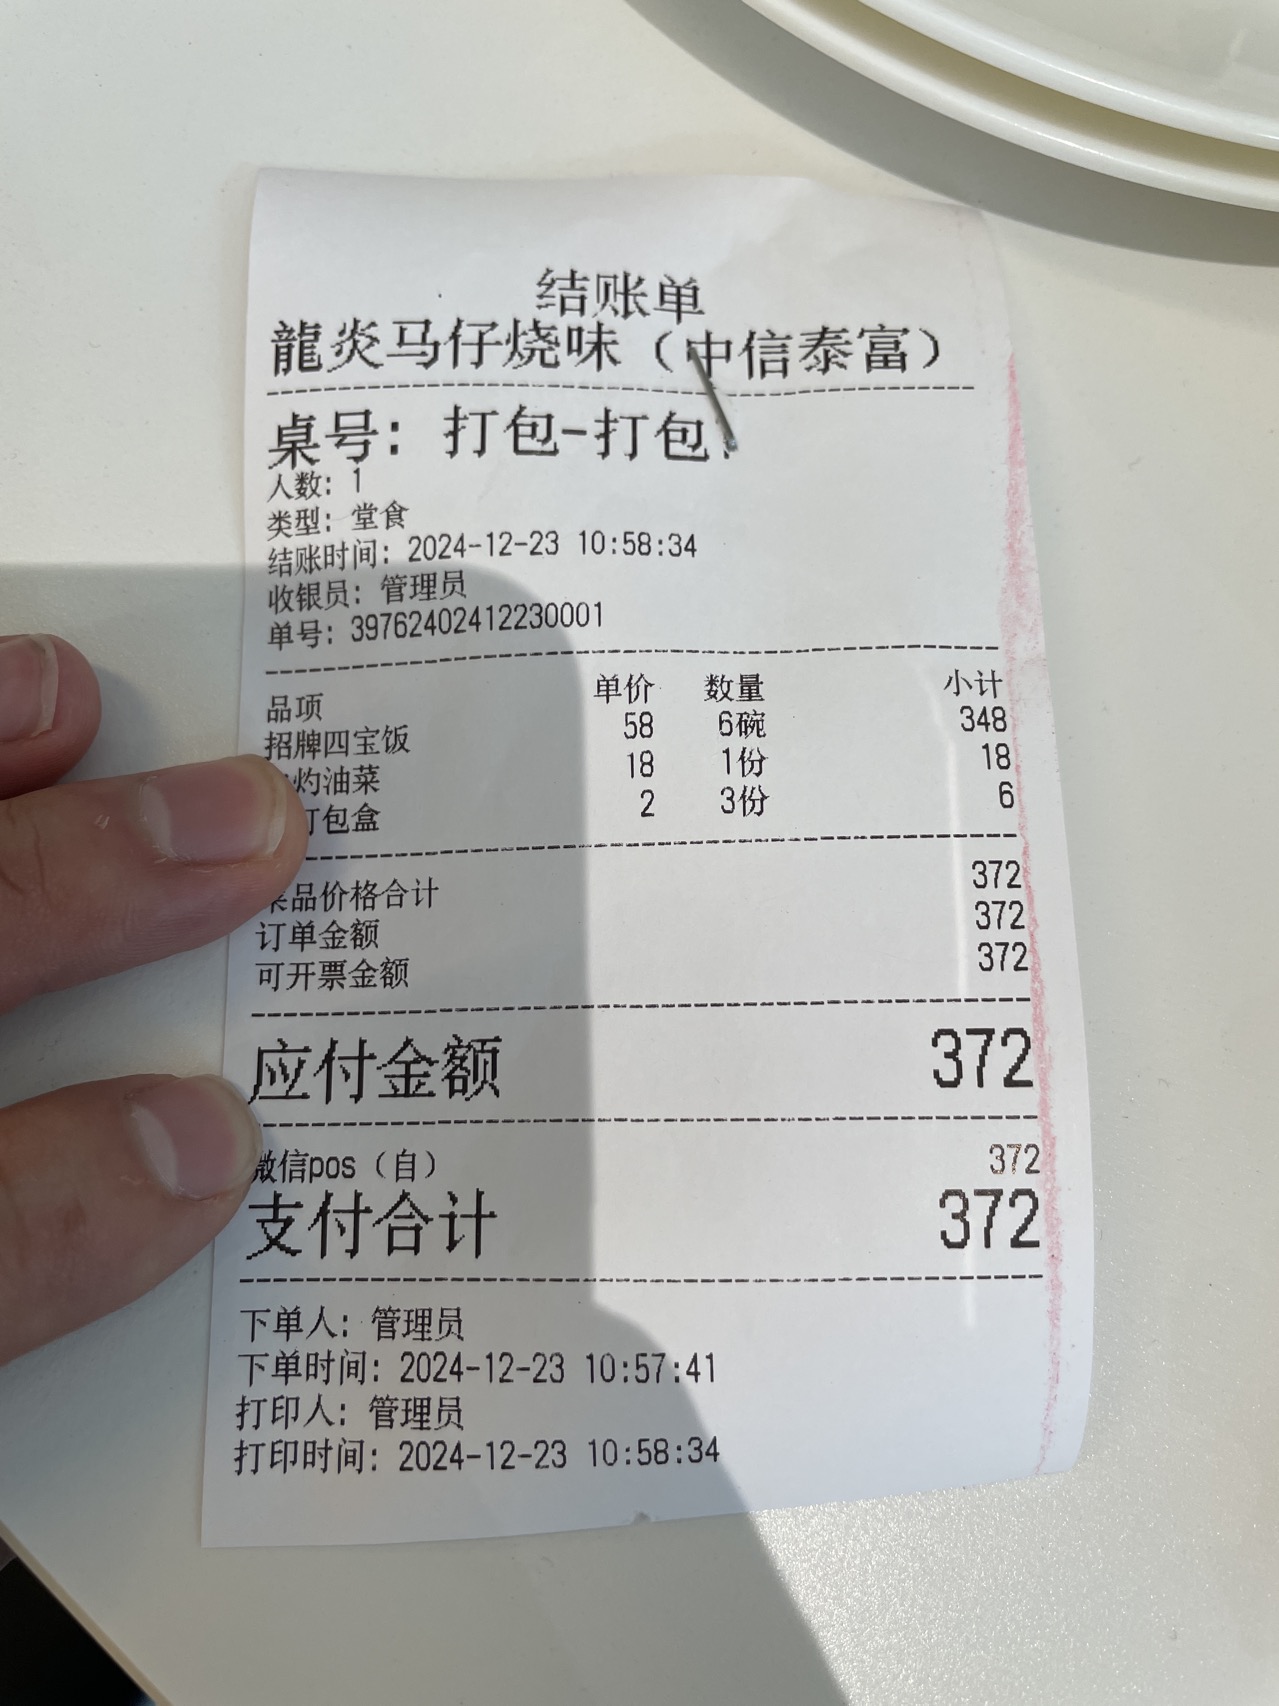 结账单
龍炎马仔烧味（中信泰富）
桌号：打包-打包
人数：1
类型：堂食
结账时间：2024-12-23 10:58:34
收银员：管理员
单号：39762402412230001
品项 单价 数量 小计
招牌四宝饭 58 6碗 348
灼油菜 18 1份 18
打包盒 2 3份 6
菜品价格合计 372
订单金额 372
可开票金额 372
应付金额 372
微信pos（自） 372
支付合计 372
下单人：管理员
下单时间：2024-12-23 10:57:41
打印人：管理员
打印时间：2024-12-23 10:58:34